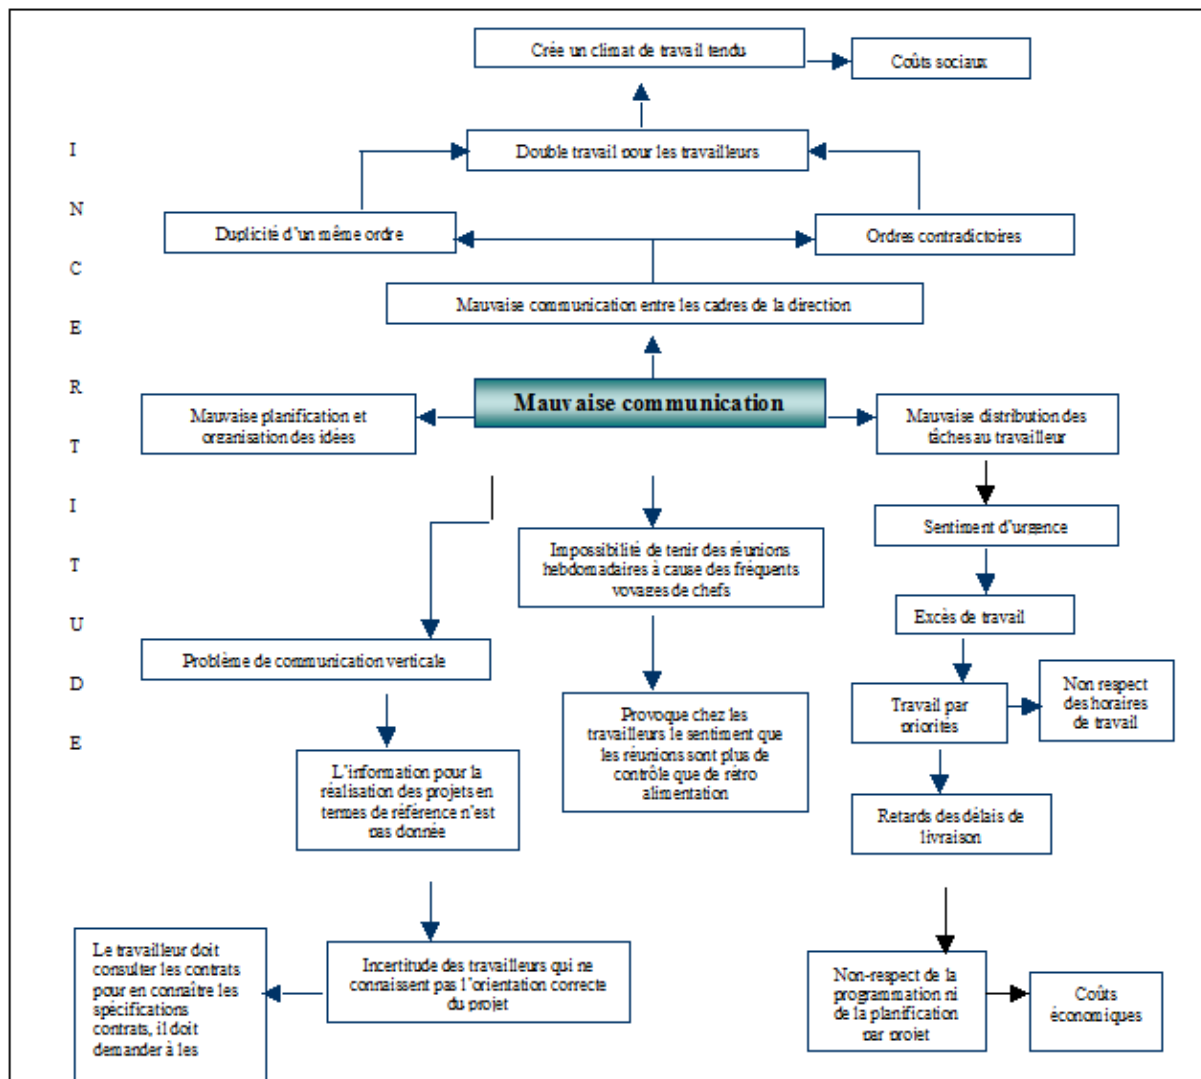 Crée un climat de travail tendu
Coûts sociaux
Double travail pour les travailleurs
Duplicité d'un même ordre
Ordres contradictoires
Mauvaise communication entre les cadres de la direction
Mauvaise communication
Mauvaise planification et
organisation des idées
Mauvaise distribution des
tâches au travailleur
Sentiment d'urgence
Impossibilité de tenir des réunions
hebdomadaires à cause des fréquents
voyages de chefs
Excès de travail
Problème de communication verticale
Travail par
priorités
Non respect
des horaires
de travail
Provoque chez les
travailleurs le sentiment que
les réunions sont plus de
contrôle que de rétro
alimentation
L'information pour la
réalisation des projets en
termes de référence n'est
pas donnée
Retards des délais de
livraison
Le travailleur doit
consulter les contrats
pour en connaître les
spécifications
contrats, il doit
demander à les
Incertitude des travailleurs qui ne
connaissent pas l'orientation correcte
du projet
Non-respect de la
programmation ni
de la planification
par projet
Coûts
économiques
I
N
C
E
R
T
I
T
U
D
E